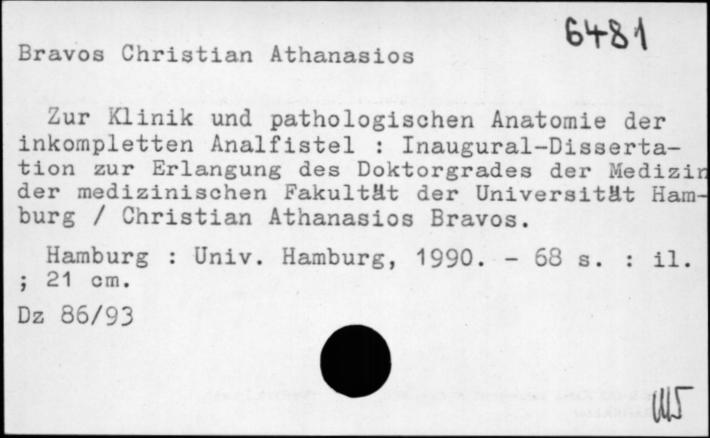 6481
Bravos Christian Athanasios
Zur Klinik und pathologischen Anatomie der
inkompletten Analfistel : Inaugural-Disserta-
tion zur Erlangung des Doktorgrades der Medizin
der medizinischen Fakultät der Universität Ham-
burg / Christian Athanasios Bravos.
Hamburg : Univ. Hamburg, 1990. - 68 s. : il.
; 21 cm.
Dz 86/93